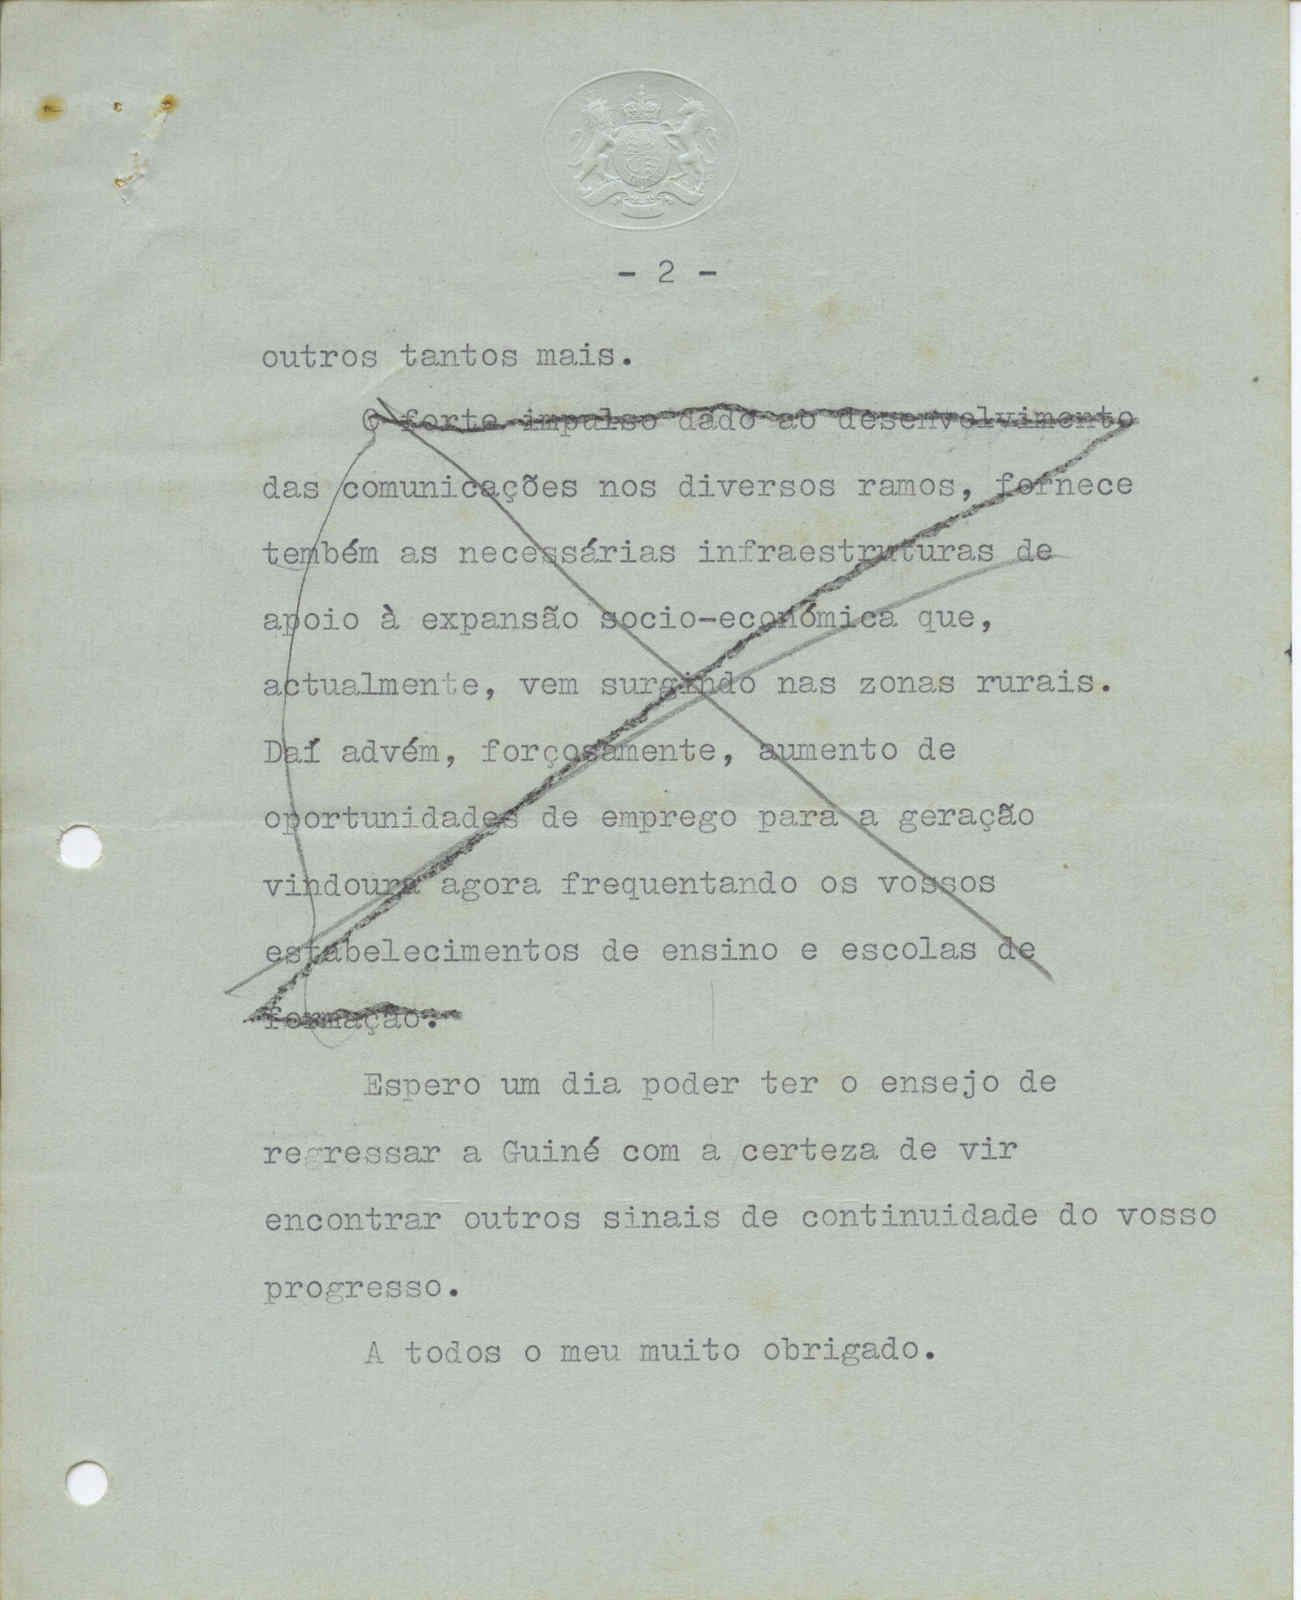 - 2 -
outros tantos mais.
O forte impulso dado ao desenvolvimento
das comunicações nos diversos ramos, fornece
tembém as necessárias infraestruturas de
apoio à expansão socio-económica que,
actualmente, vem surgindo nas zonas rurais.
Daí advém, forçosamente, aumento de
oportunidades de emprego para a geração
vindoura agora frequentando os vossos
estabelecimentos de ensino e escolas de
formação.
Espero um dia poder ter o ensejo de
regressar a Guiné com a certeza de vir
encontrar outros sinais de continuidade do vosso
progresso.
A todos o meu muito obrigado.